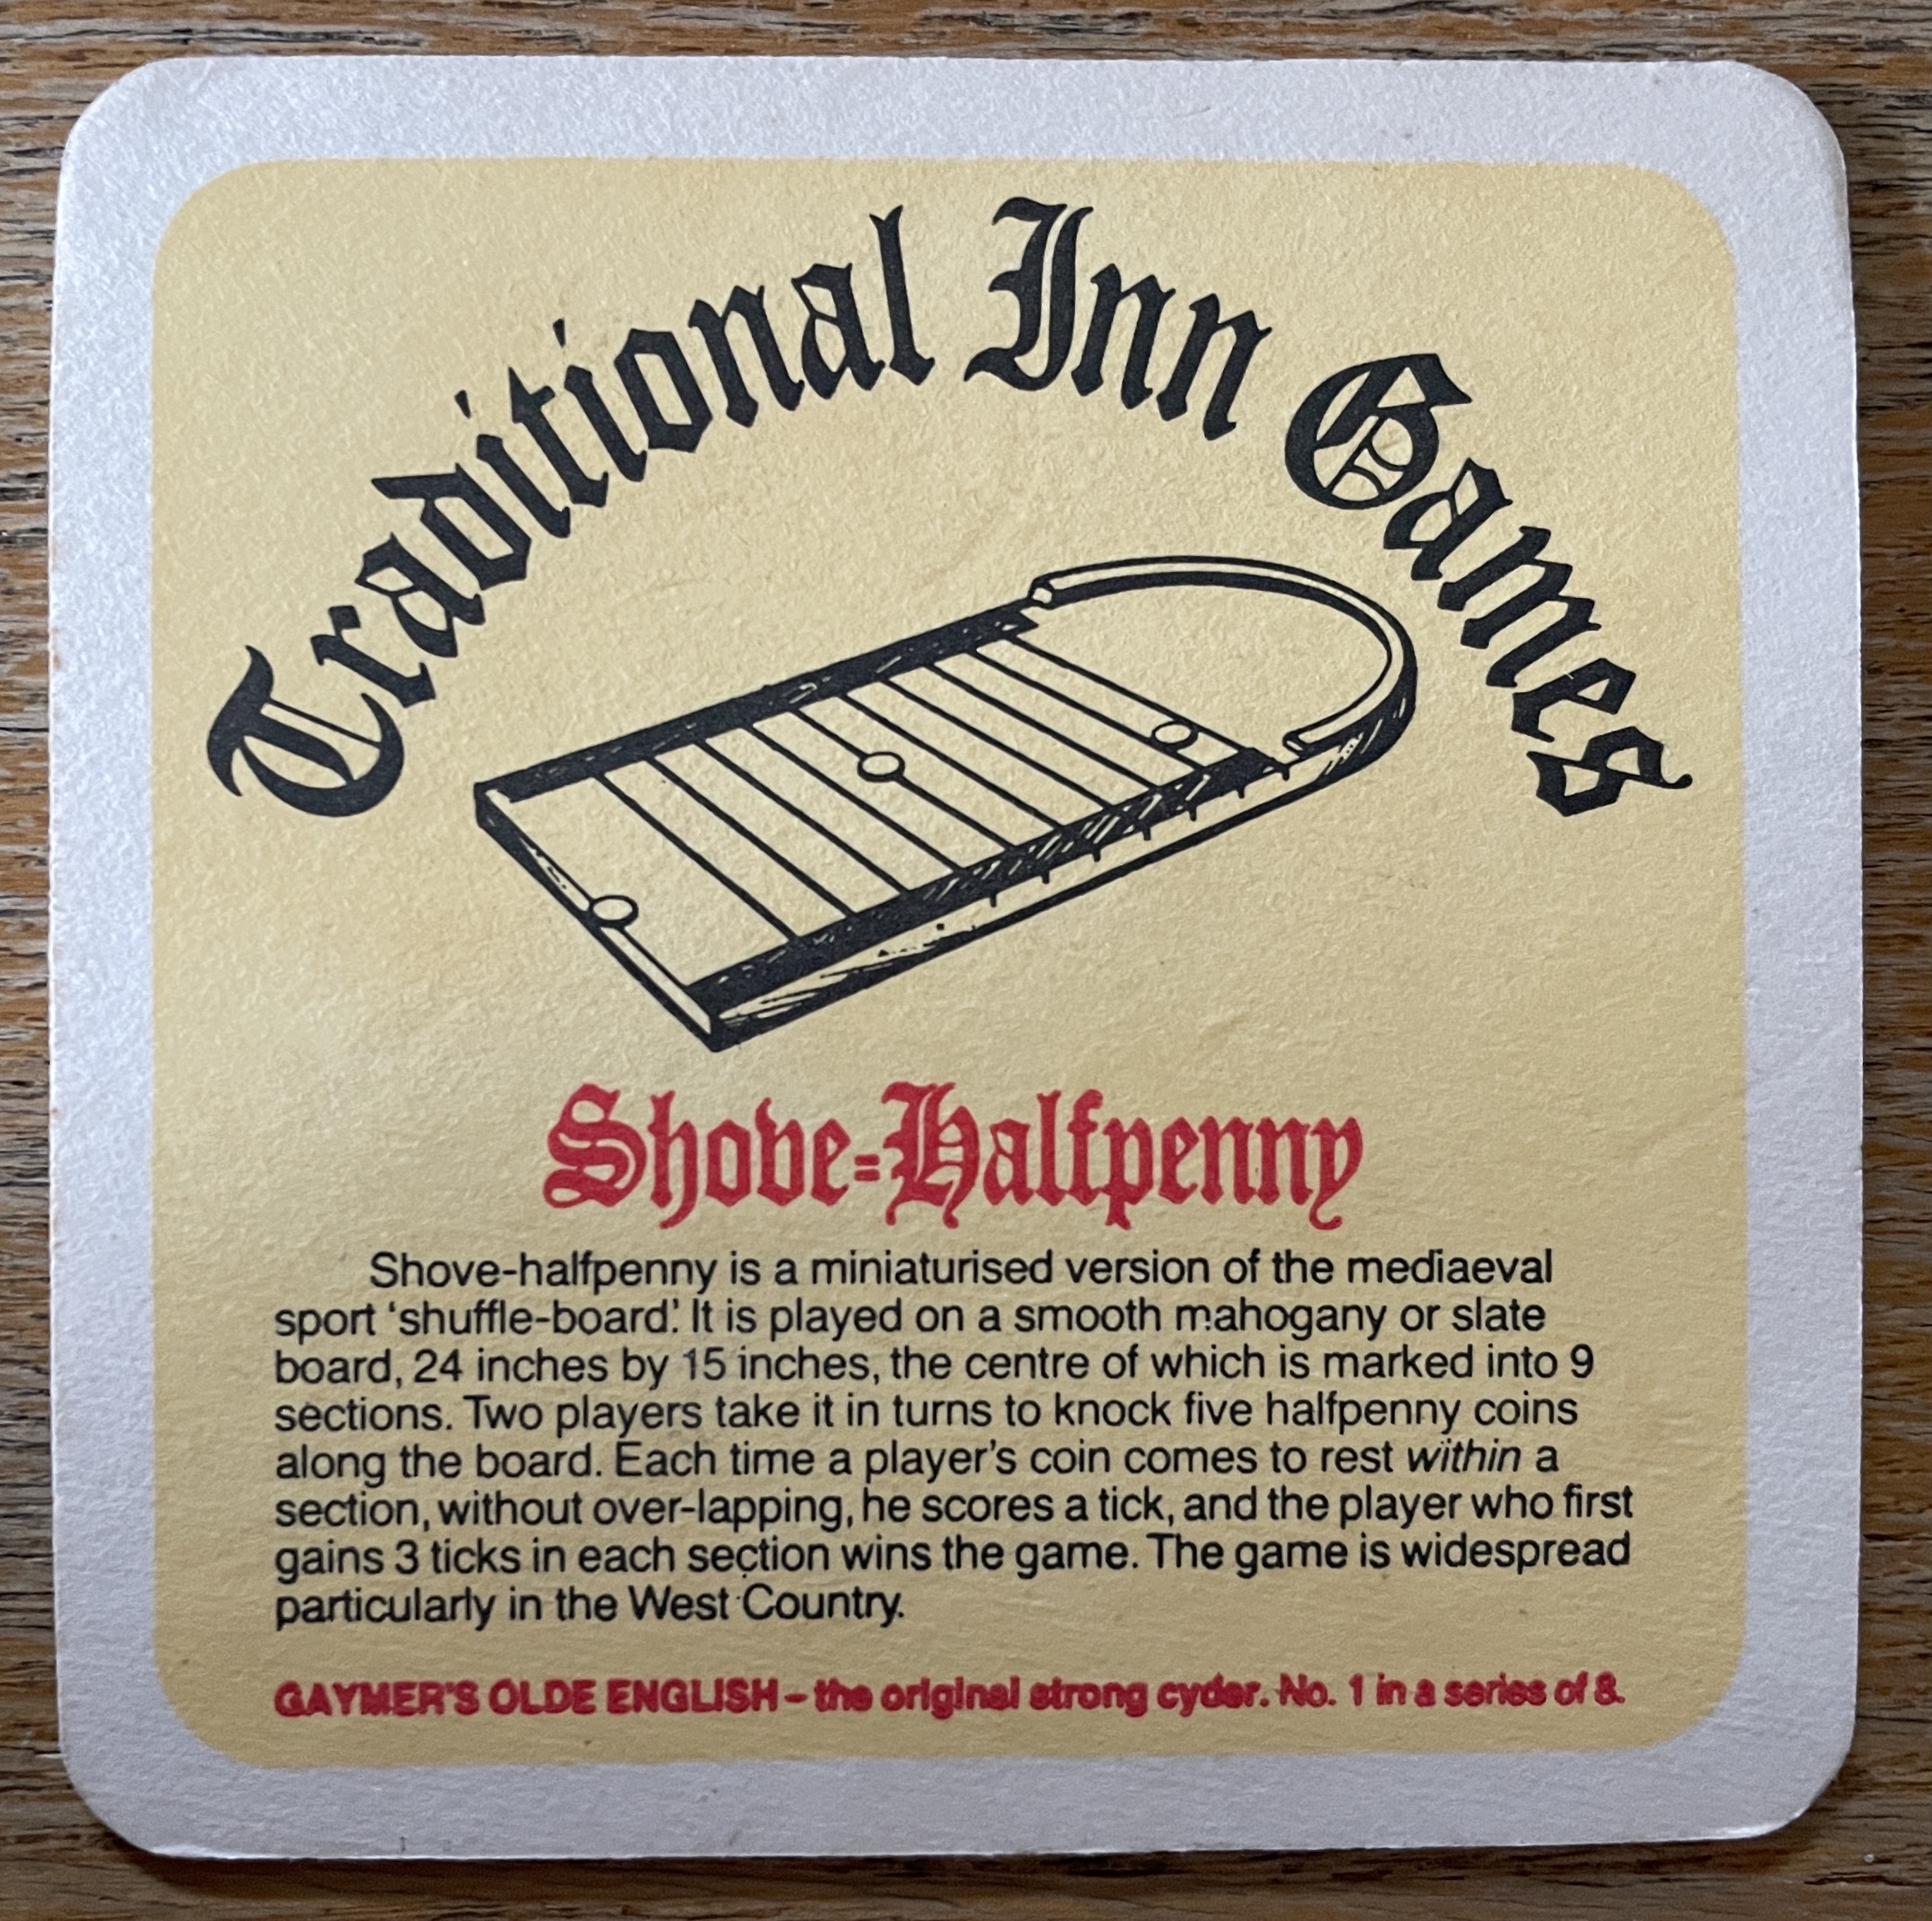 Traditional Inn Games
Shove-Halfpenny
Shove-halfpenny is a miniaturised version of the mediaeval
sport ‘shuffle-board’. It is played on a smooth mahogany or slate
board, 24 inches by 15 inches, the centre of which is marked into 9
sections. Two players take it in turns to knock five halfpenny coins
along the board. Each time a player’s coin comes to rest within a
section, without over-lapping, he scores a tick, and the player who first
gains 3 ticks in each section wins the game. The game is widespread
particularly in the West Country.
GAYMER'S OLDE ENGLISH – the original strong cyder. No. 1 in a series of 8.